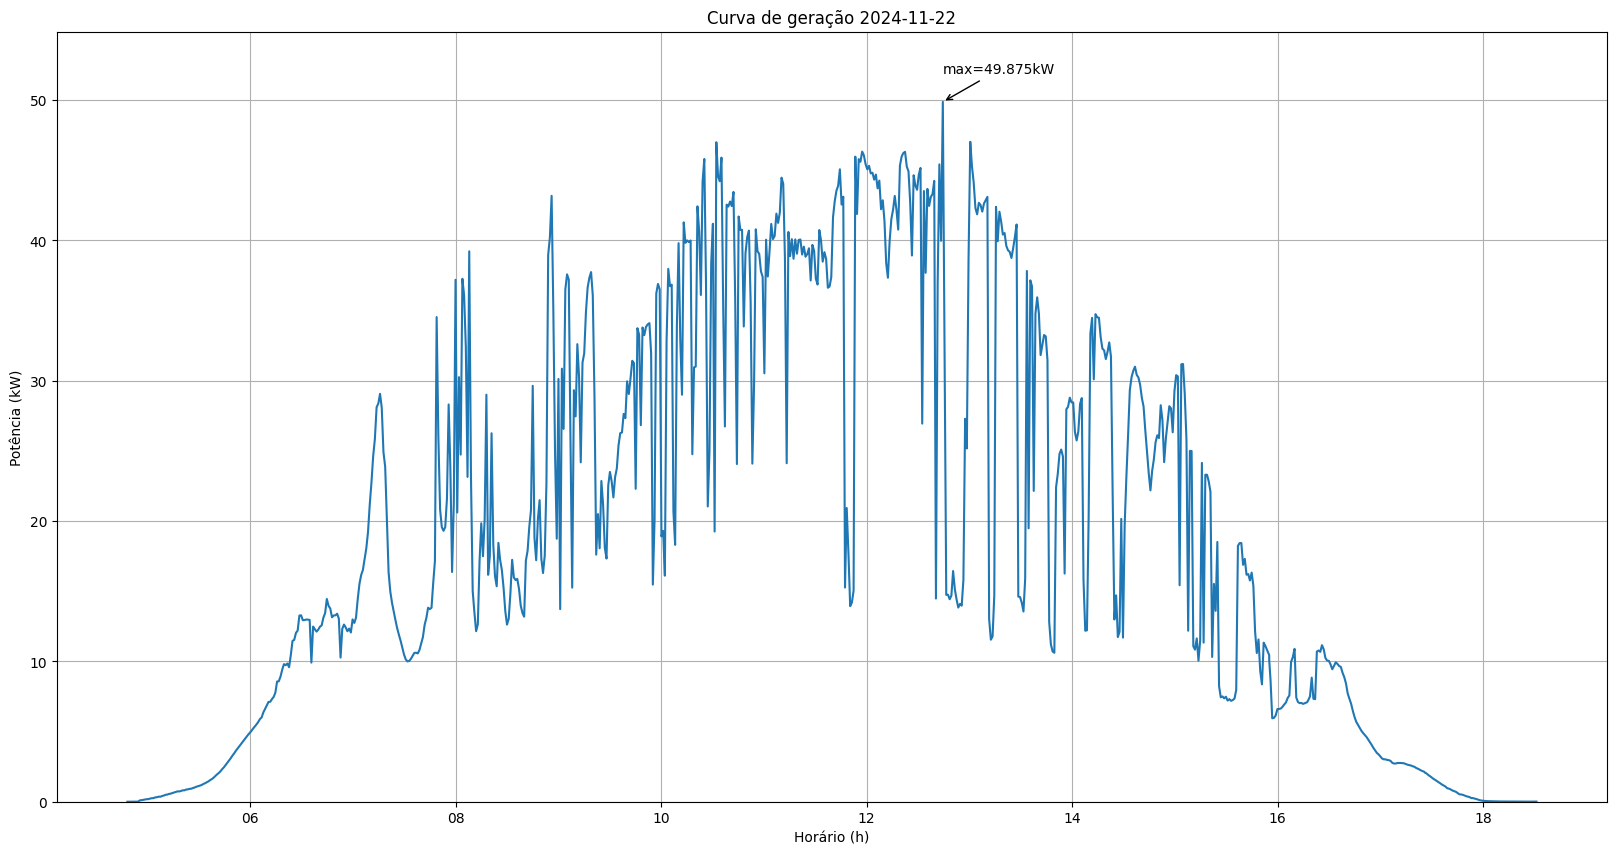 Curva de geração 2024-11-22
max=49.875kW
50
40
30
20
10
0
Potência (kW)
06 08 10 12 14 16 18
Horário (h)